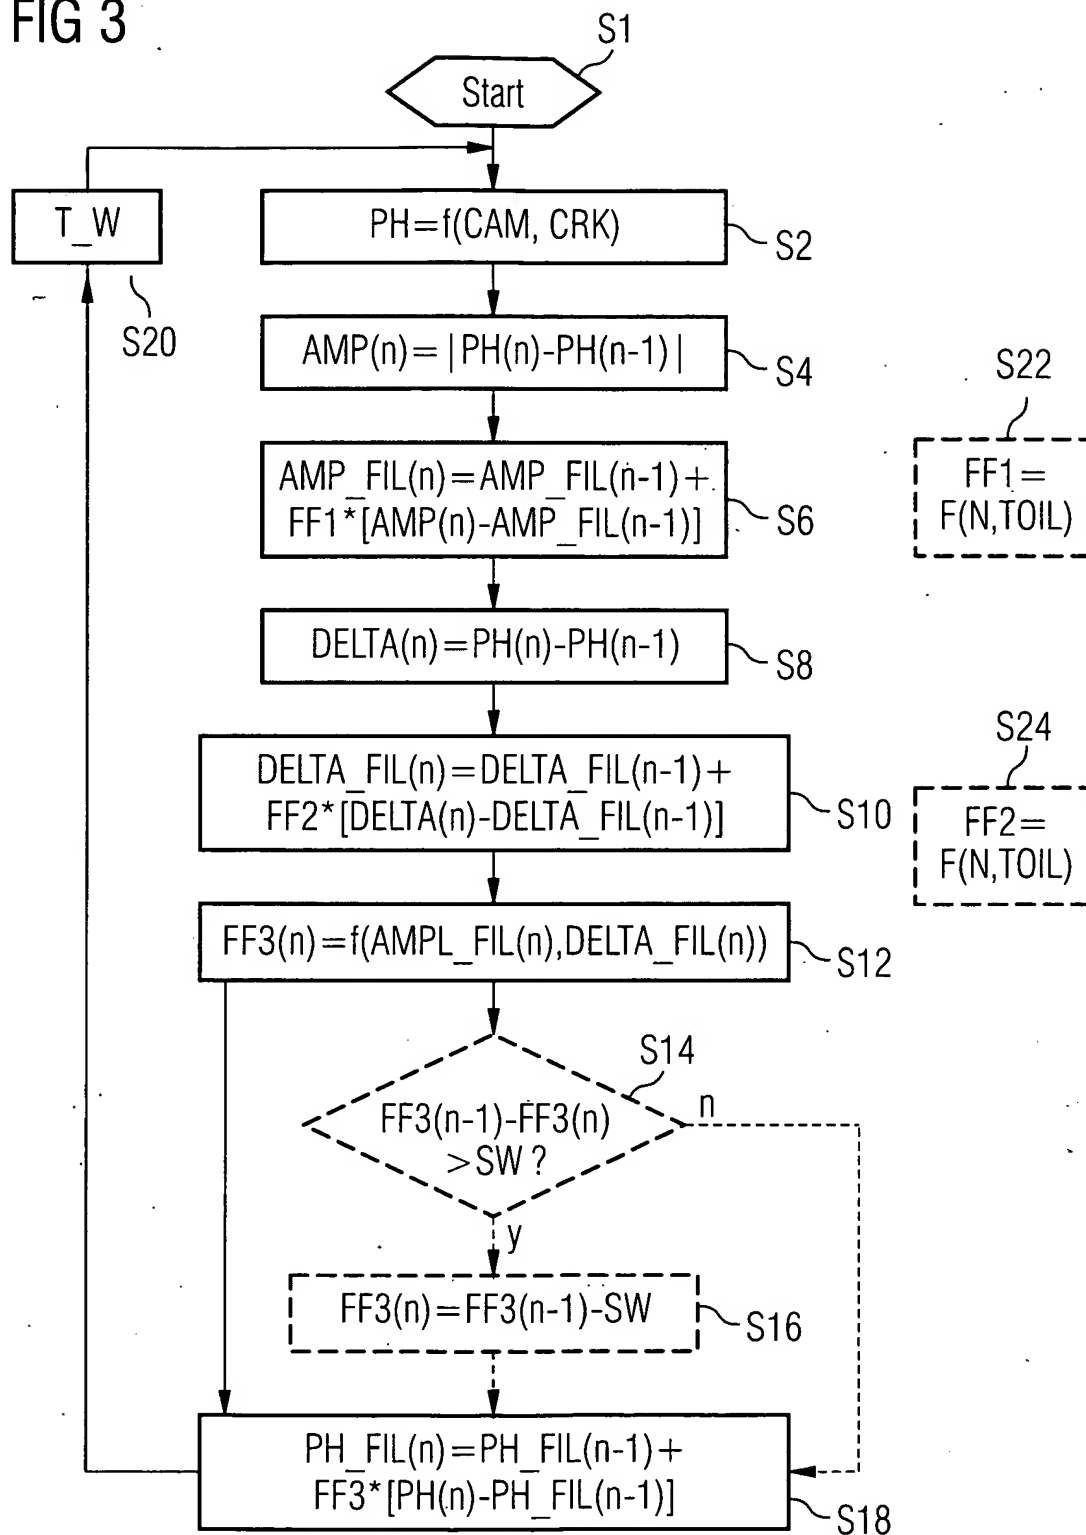 FIG 3
S1
Start
T_W
S20
PH=f(CAM, CRK)
S2
AMP(n)=|PH(n)-PH(n-1)|
S4
AMP_FIL(n)=AMP_FIL(n-1)+
FF1*[AMP(n)-AMP_FIL(n-1)]
S6
S22
FF1=
F(N,TOIL)
DELTA(n)=PH(n)-PH(n-1)
S8
DELTA_FIL(n)=DELTA_FIL(n-1)+
FF2*[DELTA(n)-DELTA_FIL(n-1)]
S10
S24
FF2=
F(N,TOIL)
FF3(n)=f(AMPL_FIL(n),DELTA_FIL(n))
S12
S14
FF3(n-1)-FF3(n)
>SW?
n
y
FF3(n)=FF3(n-1)-SW
S16
PH_FIL(n)=PH_FIL(n-1)+
FF3*[PH(n)-PH_FIL(n-1)]
S18